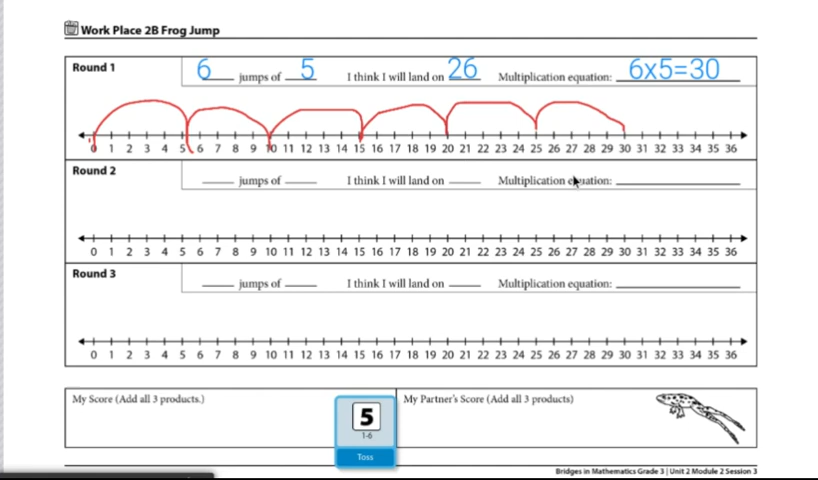 Work Place 2B Frog Jump
Round 1 6 jumps of 5 I think I will land on 26 Multiplication equation: 6x5=30
0 1 2 3 4 5 6 7 8 9 10 11 12 13 14 15 16 17 18 19 20 21 22 23 24 25 26 27 28 29 30 31 32 33 34 35 36
Round 2 jumps of I think I will land on Multiplication equation:
0 1 2 3 4 5 6 7 8 9 10 11 12 13 14 15 16 17 18 19 20 21 22 23 24 25 26 27 28 29 30 31 32 33 34 35 36
Round 3 jumps of I think I will land on Multiplication equation:
0 1 2 3 4 5 6 7 8 9 10 11 12 13 14 15 16 17 18 19 20 21 22 23 24 25 26 27 28 29 30 31 32 33 34 35 36
My Score (Add all 3 products.) My Partner's Score (Add all 3 products)
5
1-6
Toss
Bridges in Mathematics Grade 3 | Unit 2 Module 2 Session 3